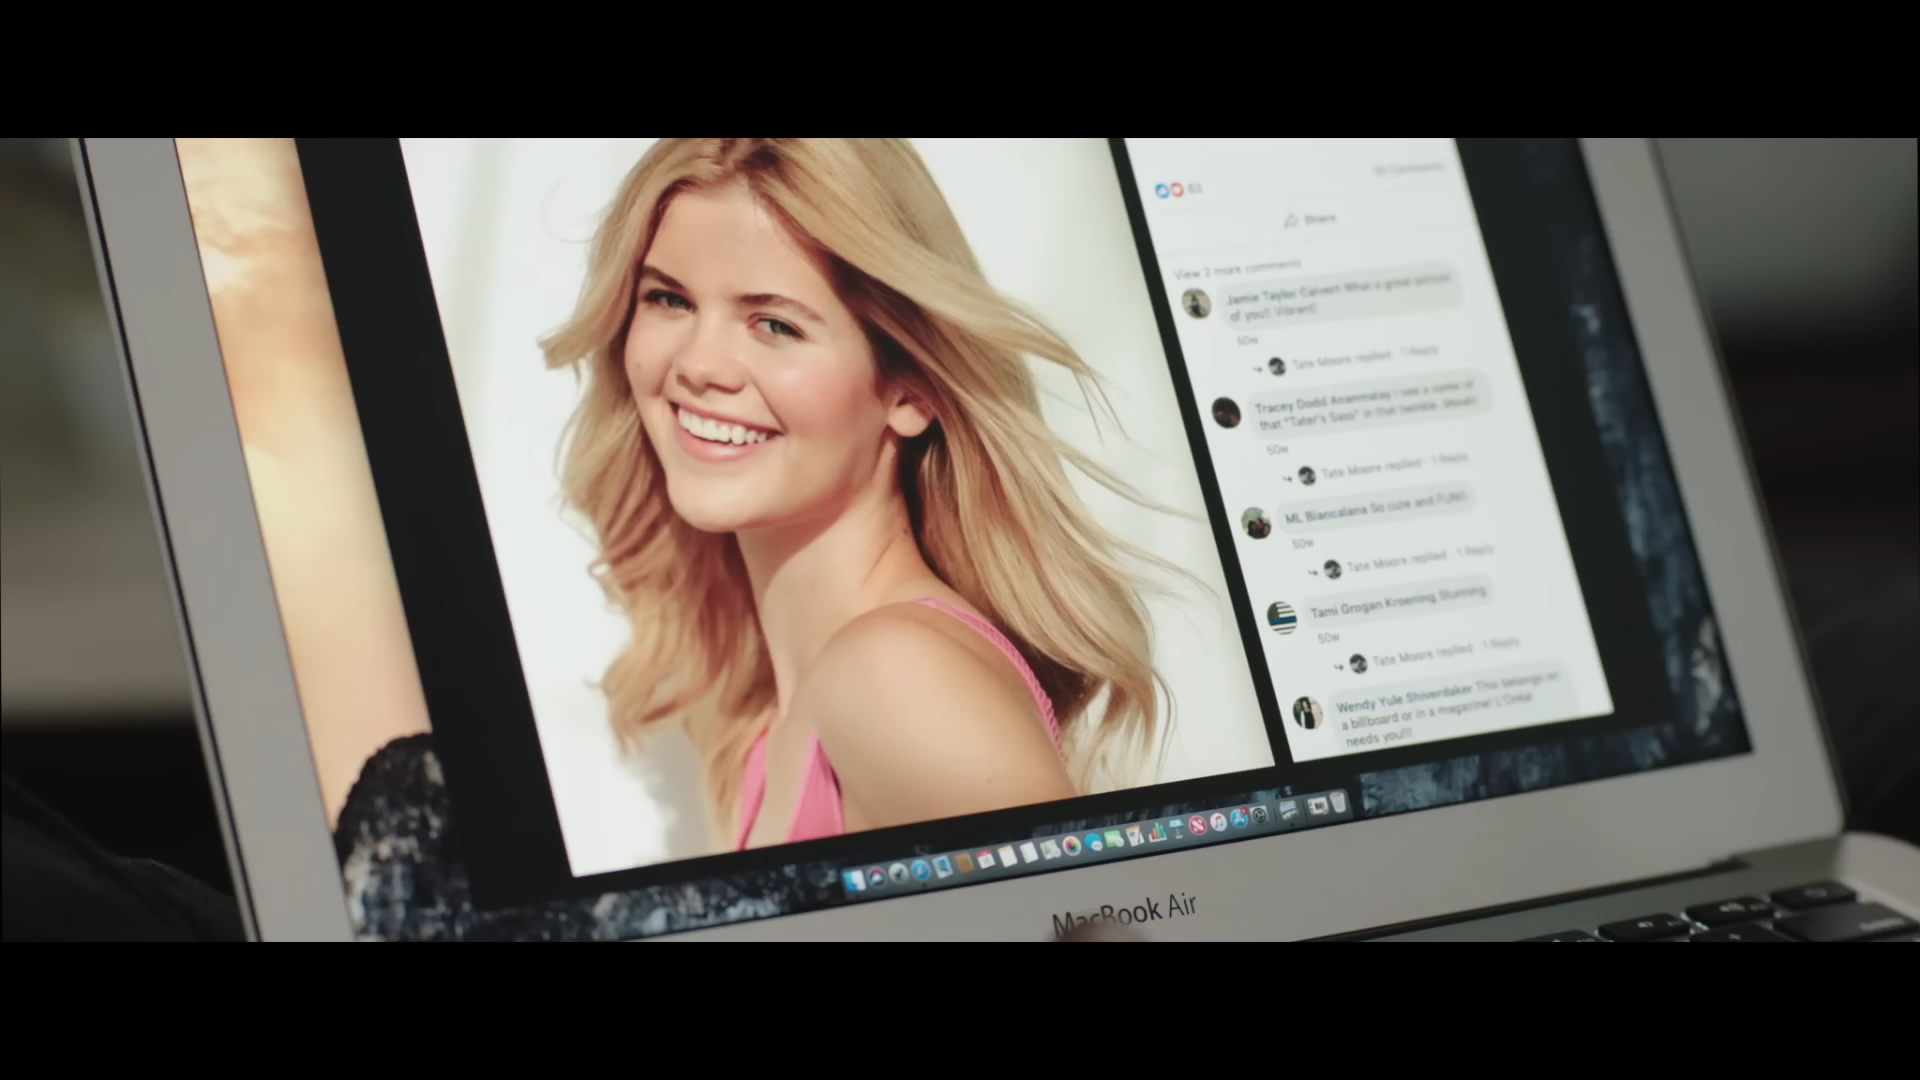 63
Share
View 2 more comments
Jamie Taylor Calvert What a great picture
of you!! Vibrant!
50w
Tate Moore replied · 1 Reply
Tracey Dodd Anammalay I see a some of
that "Tater's Sass" in that twinkle.
50w
Tate Moore replied · 1 Reply
ML Biancalana So cute and FUN!!
50w
Tate Moore replied · 1 Reply
Tami Grogan Kroening Stunning
50w
Tate Moore replied · 1 Reply
Wendy Yule Shiverdaker This belongs on
a billboard or in a magazine! L'Oréal
needs you!!!
MacBook Air